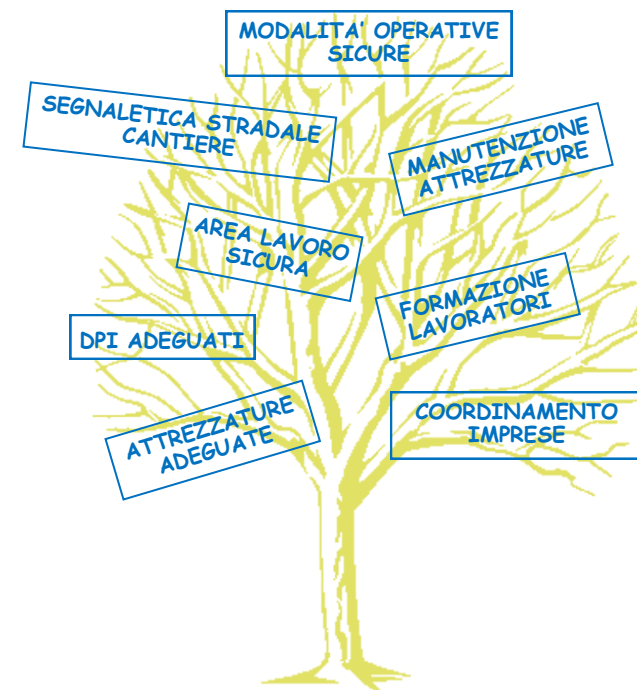 MODALITA' OPERATIVE
SICURE
SEGNALETICA STRADALE
CANTIERE
MANUTENZIONE
ATTREZZATURE
AREA LAVORO
SICURA
FORMAZIONE
LAVORATORI
DPI ADEGUATI
ATTREZZATURE
ADEGUATE
COORDINAMENTO
IMPRESE